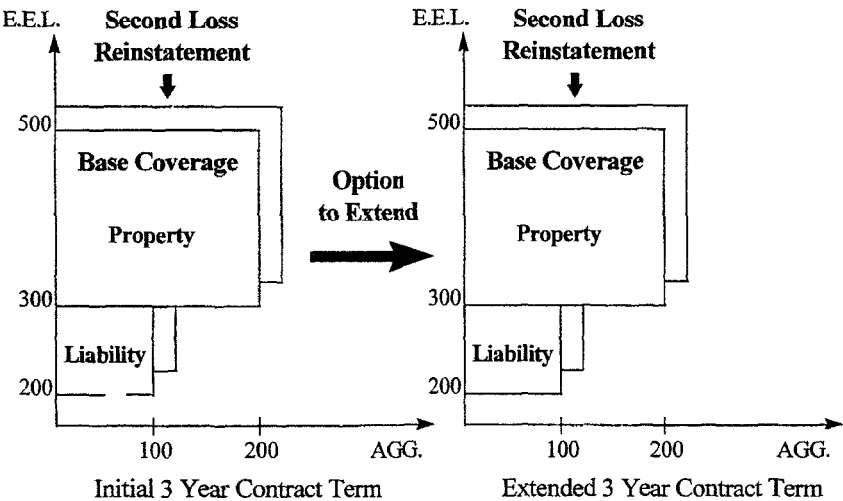 E.E.L.
Second Loss
Reinstatement
500
Base Coverage
Property
300
Liability
200
100
200
AGG.
Initial 3 Year Contract Term
Option
to Extend
E.E.L.
Second Loss
Reinstatement
500
Base Coverage
Property
300
Liability
200
100
200
AGG.
Extended 3 Year Contract Term